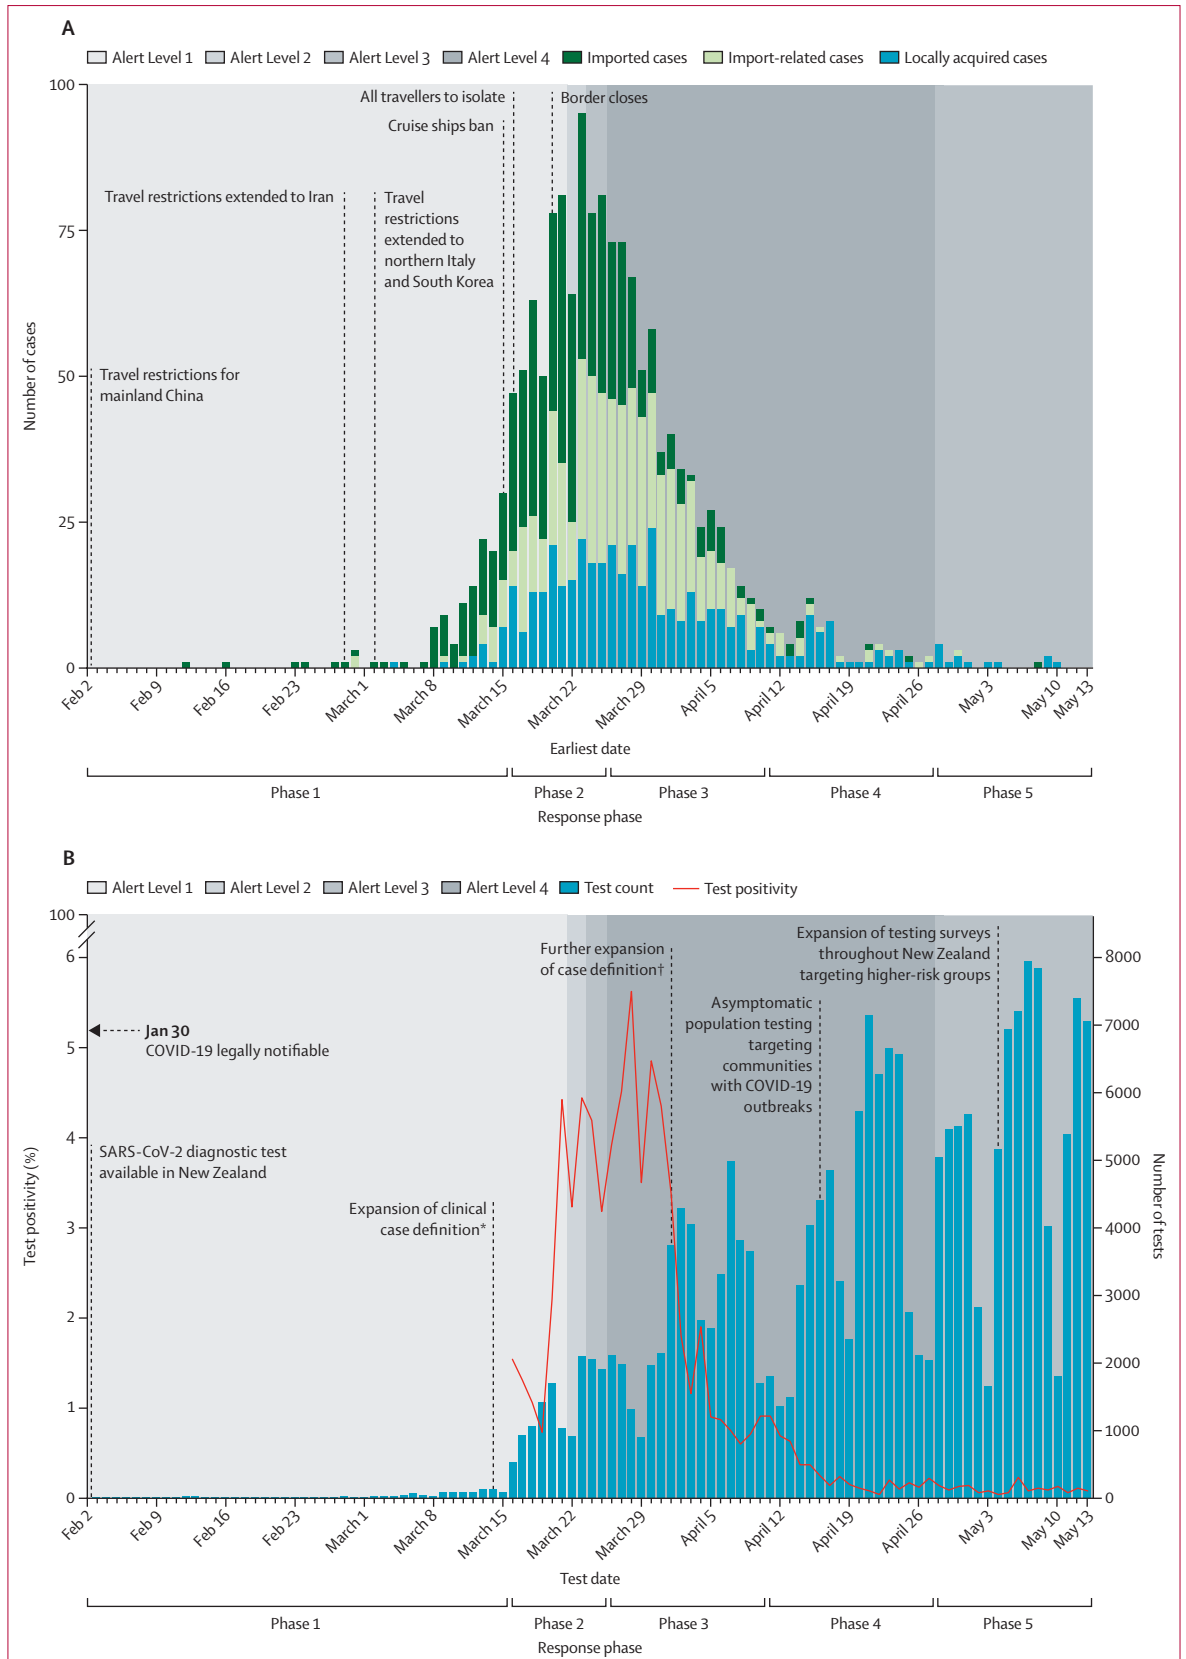 A
Alert Level 1 Alert Level 2 Alert Level 3 Alert Level 4 Imported cases Import-related cases Locally acquired cases
100
75
50
25
0
Number of cases
All travellers to isolate
Border closes
Cruise ships ban
Travel restrictions extended to Iran
Travel
restrictions
extended to
northern Italy
and South Korea
Travel restrictions for
mainland China
Feb 2 Feb 9 Feb 16 Feb 23 March 1 March 8 March 15 March 22 March 29 April 5 April 12 April 19 April 26 May 3 May 10 May 13
Earliest date
Phase 1 Phase 2 Phase 3 Phase 4 Phase 5
Response phase
B
Alert Level 1 Alert Level 2 Alert Level 3 Alert Level 4 Test count Test positivity
100
6
5
4
3
2
1
0
Test positivity (%)
Jan 30
COVID-19 legally notifiable
SARS-CoV-2 diagnostic test
available in New Zealand
Expansion of clinical
case definition*
Further expansion
of case definition†
Asymptomatic
population testing
targeting
communities
with COVID-19
outbreaks
Expansion of testing surveys
throughout New Zealand
targeting higher-risk groups
8000
7000
6000
5000
4000
3000
2000
1000
0
Number of tests
Feb 2 Feb 9 Feb 16 Feb 23 March 1 March 8 March 15 March 22 March 29 April 5 April 12 April 19 April 26 May 3 May 10 May 13
Test date
Phase 1 Phase 2 Phase 3 Phase 4 Phase 5
Response phase